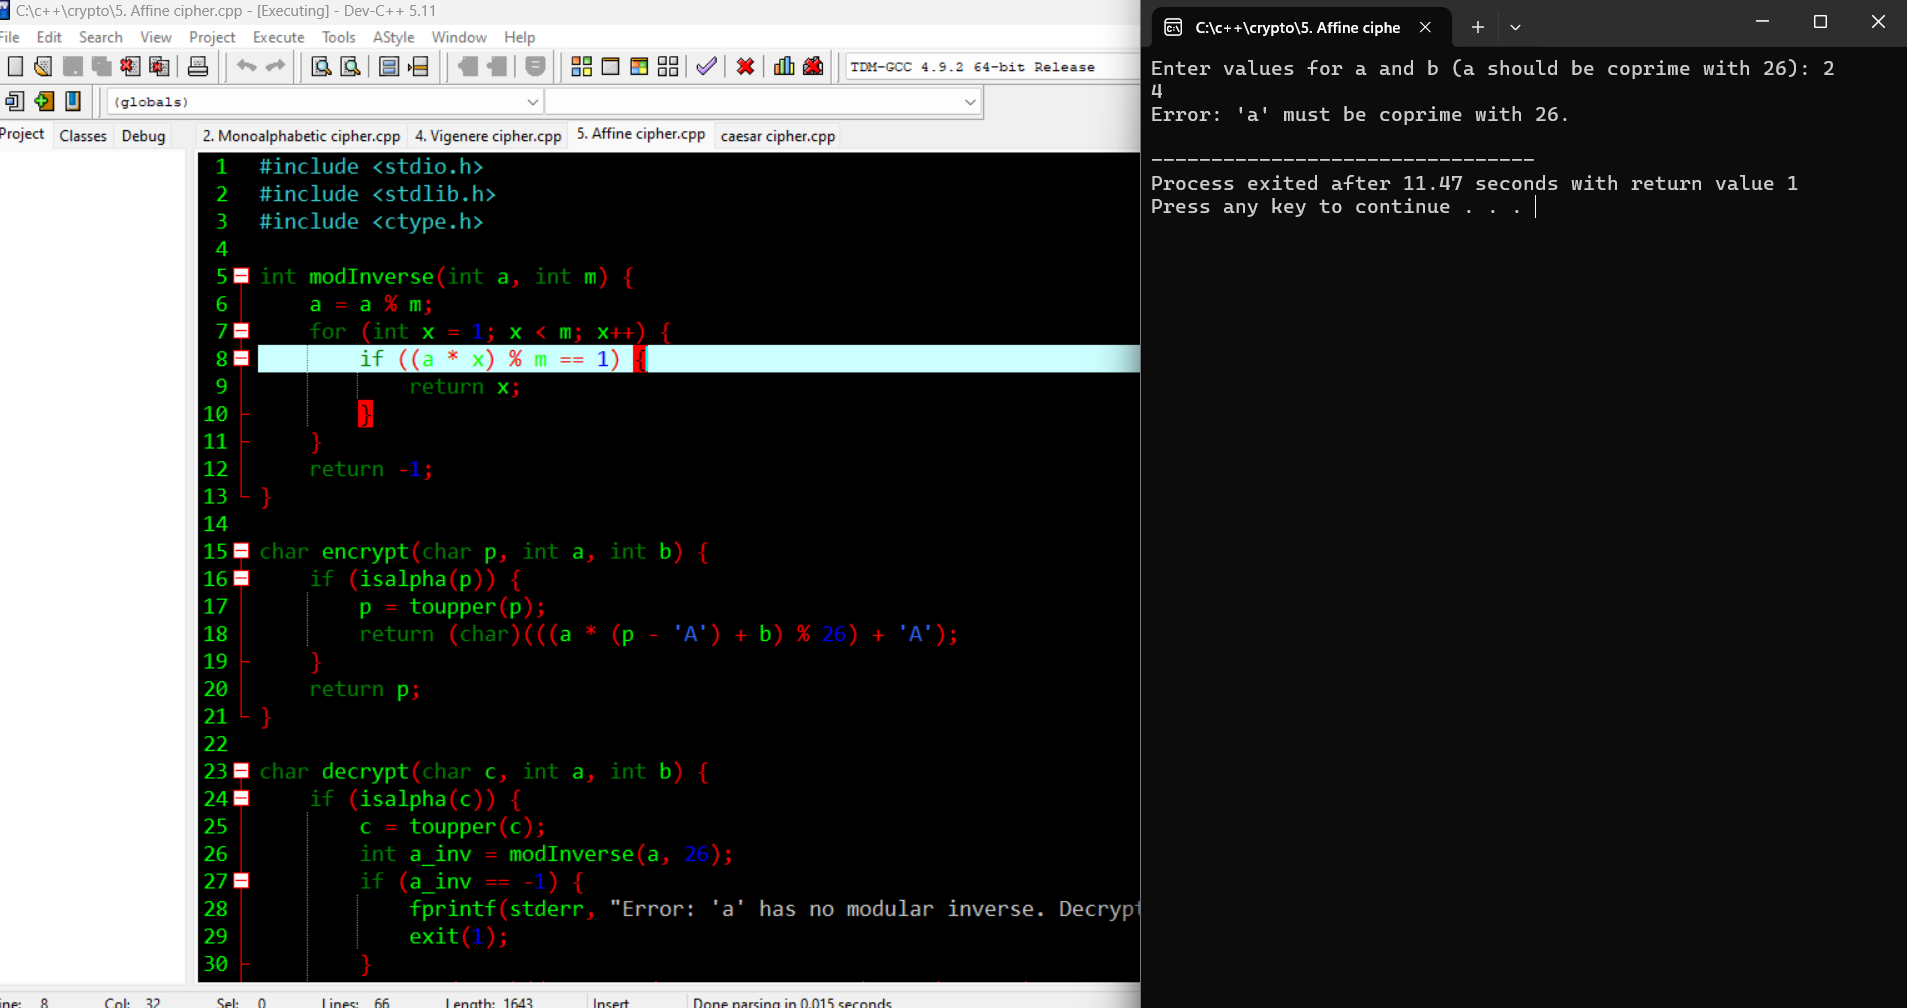 C:\c++\crypto\5. Affine cipher.cpp - [Executing] - Dev-C++ 5.11
File Edit Search View Project Execute Tools AStyle Window Help
TDM-GCC 4.9.2 64-bit Release
(globals)
Project Classes Debug
2. Monoalphabetic cipher.cpp 4. Vigenere cipher.cpp 5. Affine cipher.cpp caesar cipher.cpp
1 #include <stdio.h>
2 #include <stdlib.h>
3 #include <ctype.h>
4
5 int modInverse(int a, int m) {
6 a = a % m;
7 for (int x = 1; x < m; x++) {
8 if ((a * x) % m == 1) {
9 return x;
10 }
11 }
12 return -1;
13 }
14
15 char encrypt(char p, int a, int b) {
16 if (isalpha(p)) {
17 p = toupper(p);
18 return (char)(((a * (p - 'A') + b) % 26) + 'A');
19 }
20 return p;
21 }
22
23 char decrypt(char c, int a, int b) {
24 if (isalpha(c)) {
25 c = toupper(c);
26 int a_inv = modInverse(a, 26);
27 if (a_inv == -1) {
28 fprintf(stderr, "Error: 'a' has no modular inverse. Decrypt
29 exit(1);
30 }
ine: 8 Col: 32 Sel: 0 Lines: 66 Length: 1643 Insert Done parsing in 0.015 seconds
C:\c++\crypto\5. Affine ciphe
Enter values for a and b (a should be coprime with 26): 2
4
Error: 'a' must be coprime with 26.
--------------------------------
Process exited after 11.47 seconds with return value 1
Press any key to continue . . .